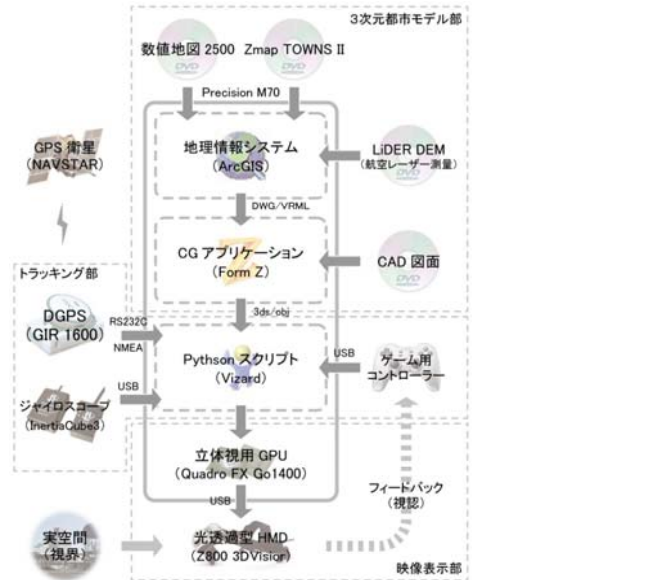 3次元都市モデル部
数値地図 2500 Zmap TOWNS II
DVD DVD
Precision M70
GPS 衛星
(NAVSTAR)
地理情報システム
(ArcGIS)
LiDER DEM
(航空レーザー測量)
DVD
DWG/VRML
CG アプリケーション
(Form Z)
CAD 図面
DVD
トラッキング部
DGPS
(GIR 1600)
RS232C
NMEA
3ds/obj
Pythson スクリプト
(Vizard)
USB
ゲーム用
コントローラー
USB
ジャイロスコープ
(InertiaCube3)
立体視用 GPU
(Quadro FX Go1400)
USB
フィードバック
(視認)
実空間
(視界)
光透過型 HMD
(Z800 3DVisior)
映像表示部